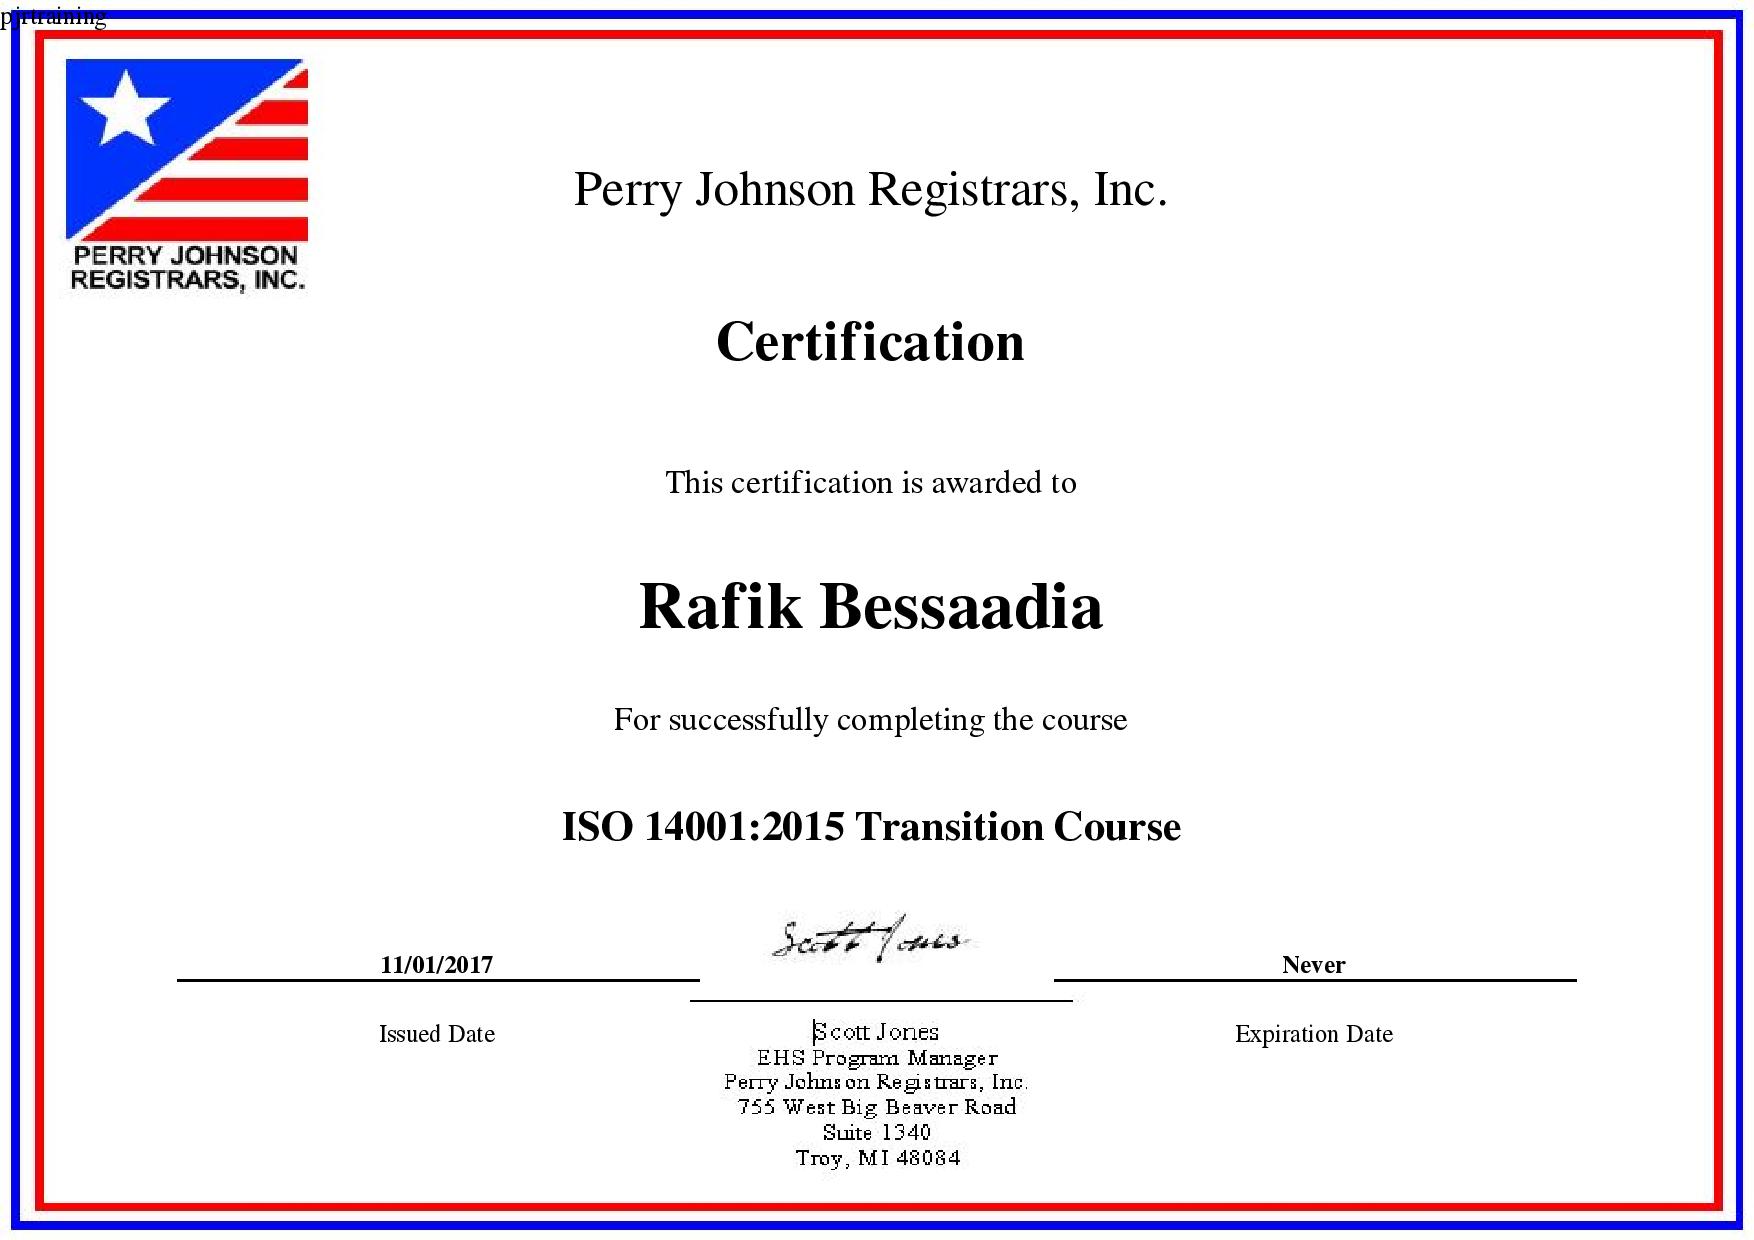 pjrtraining
PERRY JOHNSON
REGISTRARS, INC.
Perry Johnson Registrars, Inc.
Certification
This certification is awarded to
Rafik Bessaadia
For successfully completing the course
ISO 14001:2015 Transition Course
Scott Jones
11/01/2017
Never
Issued Date
Scott Jones
EHS Program Manager
Perry Johnson Registrars, Inc.
755 West Big Beaver Road
Suite 1340
Troy, MI 48084
Expiration Date